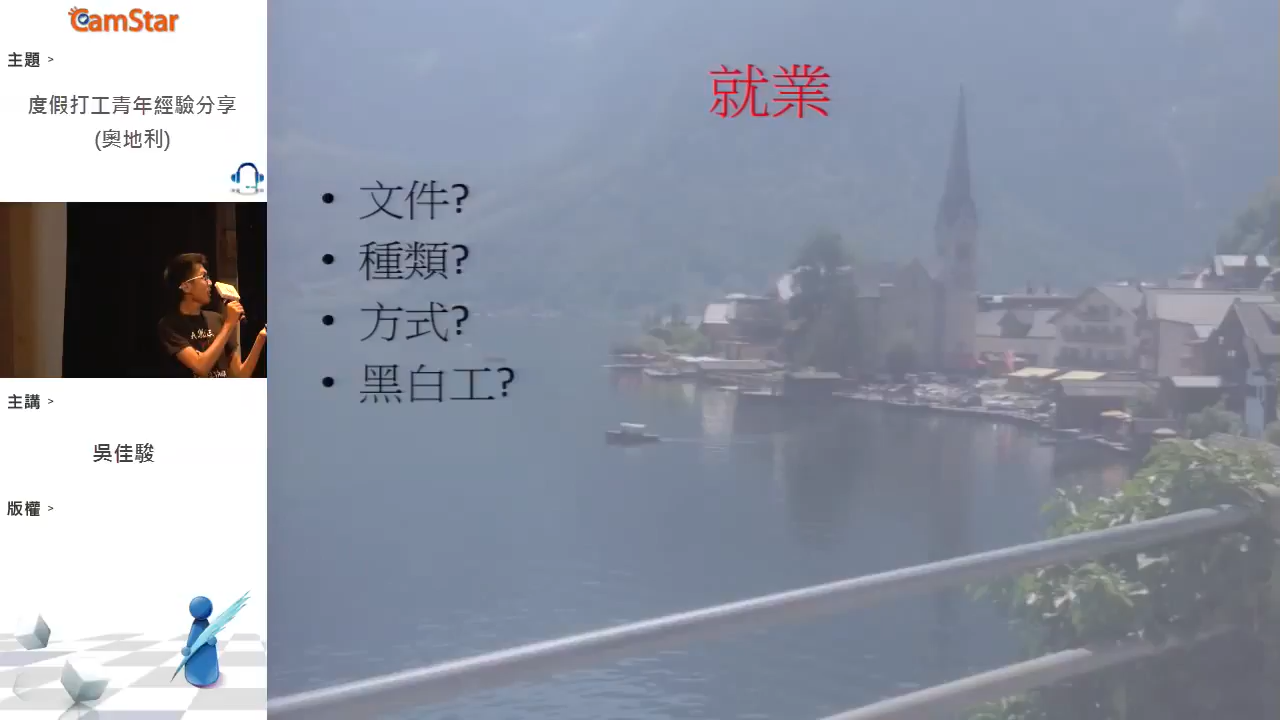 CamStar
主題 >
度假打工青年經驗分享
(奧地利)
主講 >
吳佳駿
版權 >
就業
• 文件?
• 種類?
• 方式?
• 黑白工?